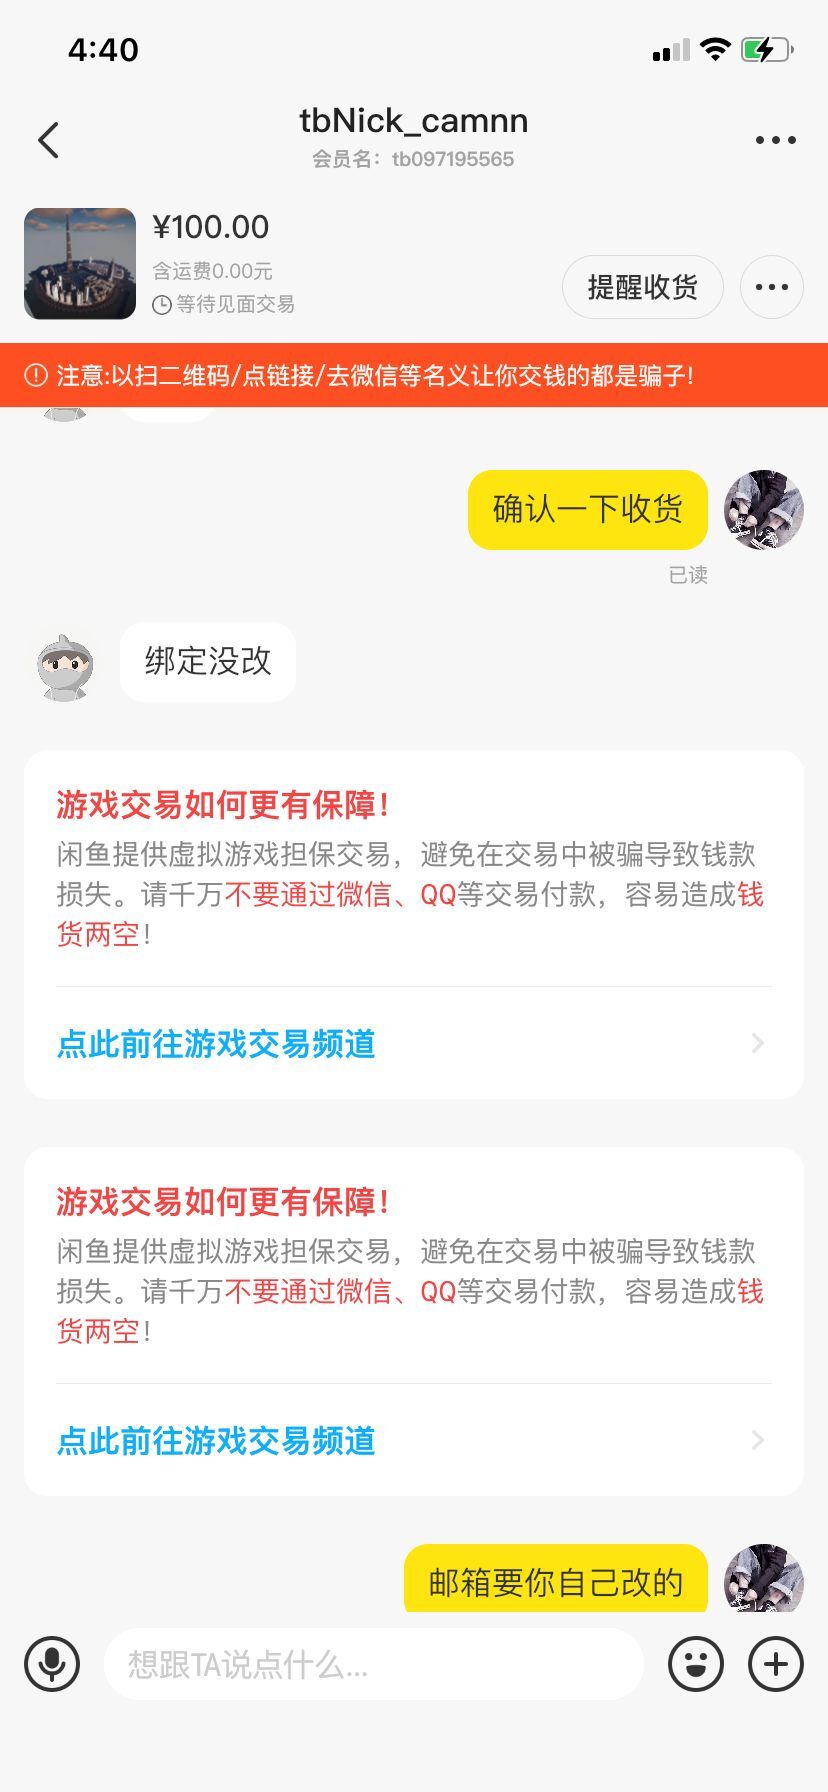 4:40
tbNick_camnn
会员名：tb097195565
¥100.00
含运费0.00元
等待见面交易
提醒收货
注意:以扫二维码/点链接/去微信等名义让你交钱的都是骗子!
确认一下收货
已读
绑定没改
游戏交易如何更有保障！
闲鱼提供虚拟游戏担保交易，避免在交易中被骗导致钱款
损失。请千万不要通过微信、QQ等交易付款，容易造成钱
货两空！
点此前往游戏交易频道
游戏交易如何更有保障！
闲鱼提供虚拟游戏担保交易，避免在交易中被骗导致钱款
损失。请千万不要通过微信、QQ等交易付款，容易造成钱
货两空！
点此前往游戏交易频道
邮箱要你自己改的
想跟TA说点什么...